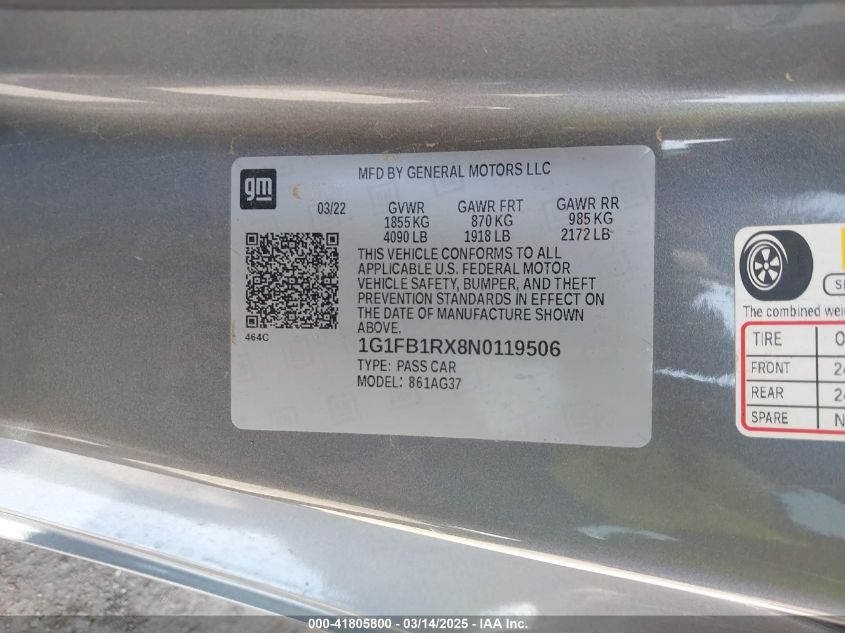 gm
MFD BY GENERAL MOTORS LLC
03/22
GVWR
1855 KG
4090 LB
GAWR FRT
870 KG
1918 LB
GAWR RR
985 KG
2172 LB
THIS VEHICLE CONFORMS TO ALL
APPLICABLE U.S. FEDERAL MOTOR
VEHICLE SAFETY, BUMPER, AND THEFT
PREVENTION STANDARDS IN EFFECT ON
THE DATE OF MANUFACTURE SHOWN
ABOVE.
464C
1G1FB1RX8N0119506
TYPE: PASS CAR
MODEL: 861AG37
The combined
TIRE
FRONT
REAR
SPARE
000-41805800 - 03/14/2025 - IAA Inc.